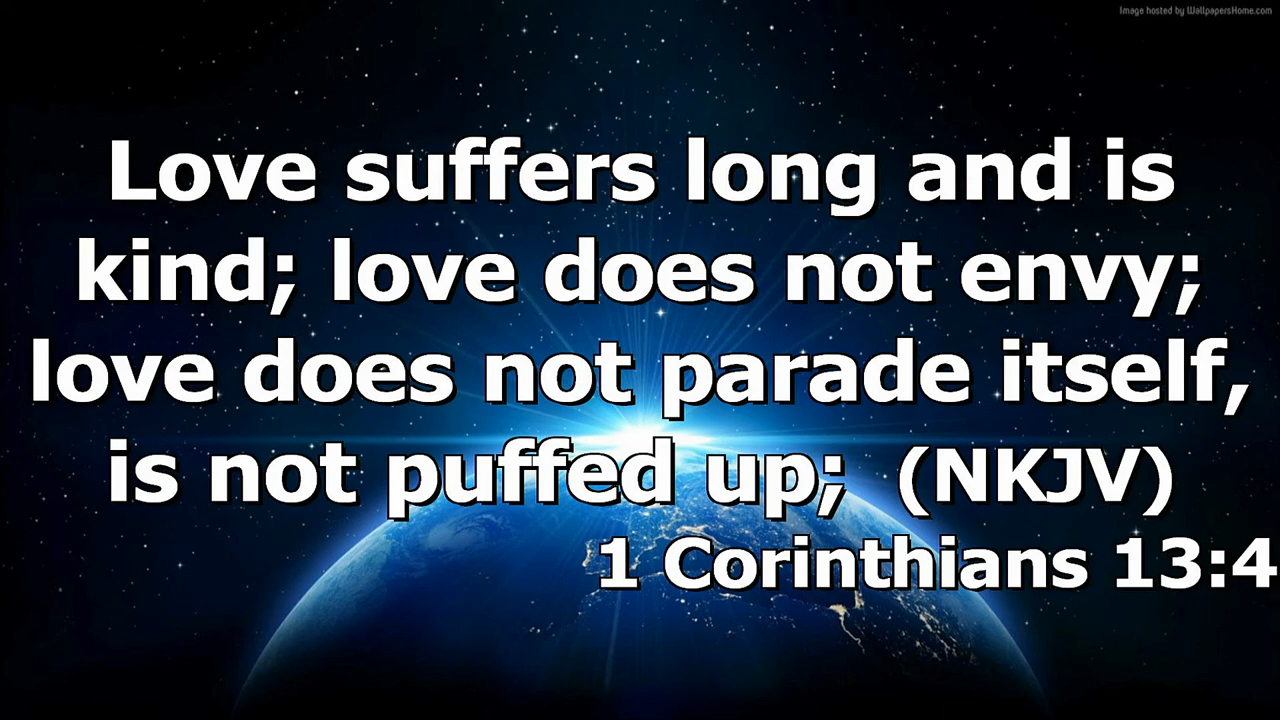 Image hosted by WallpapersHome.com
Love suffers long and is
kind; love does not envy;
love does not parade itself,
is not puffed up; (NKJV)
1 Corinthians 13:4